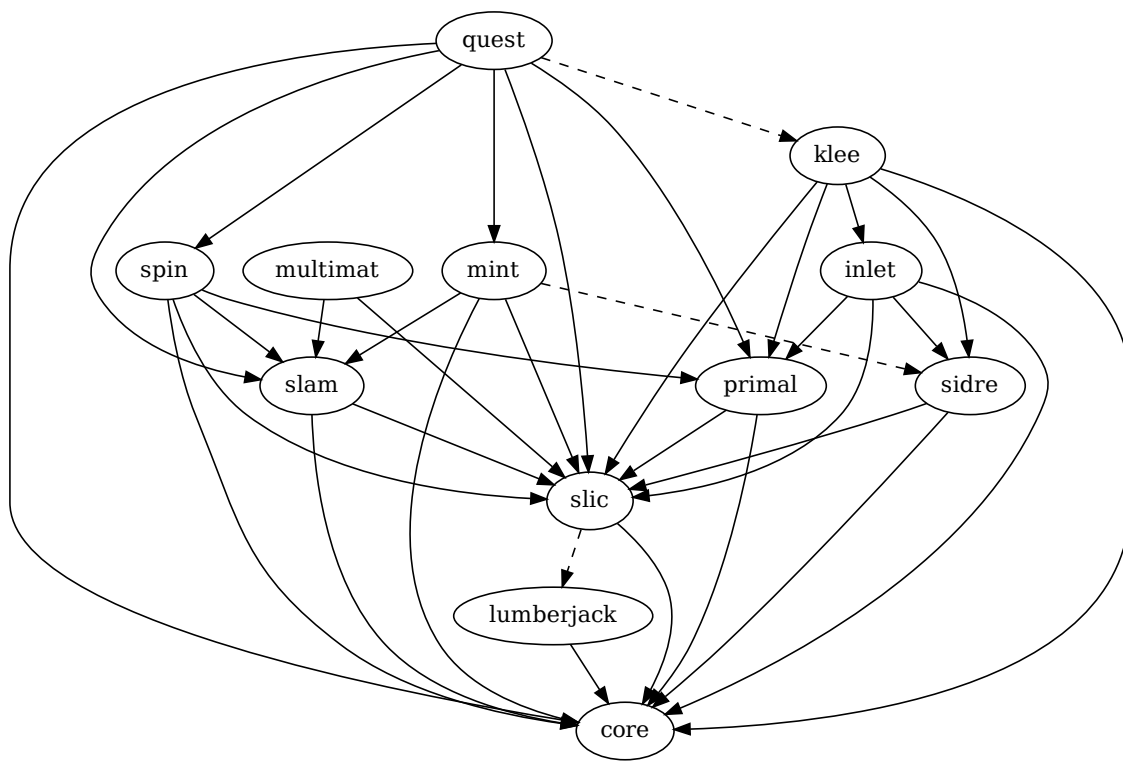 quest
klee
spin
multimat
mint
inlet
slam
primal
sidre
slic
lumberjack
core